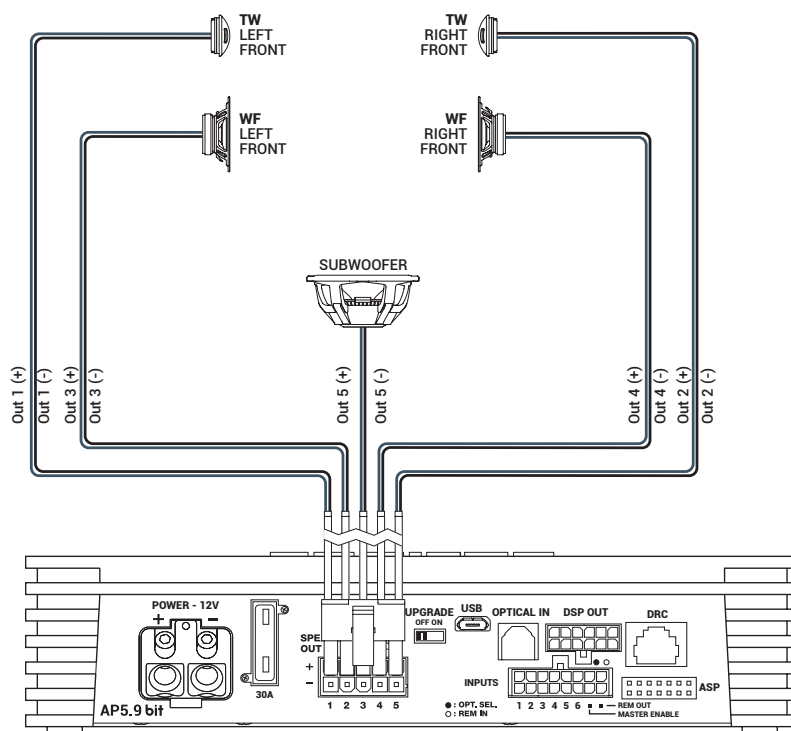 TW
LEFT
FRONT
TW
RIGHT
FRONT
WF
LEFT
FRONT
WF
RIGHT
FRONT
SUBWOOFER
Out 1 (+)
Out 1 (-)
Out 3 (+)
Out 3 (-)
Out 5 (+)
Out 5 (-)
Out 4 (+)
Out 4 (-)
Out 2 (+)
Out 2 (-)
POWER - 12V
+ -
30A
OUT
+
-
1 2 3 4 5
UPGRADE
OFF ON
USB
OPTICAL IN
DSP OUT
DRC
INPUTS
1 2 3 4 5 6
: OPT. SEL.
: REM IN
REM OUT
MASTER ENABLE
ASP
AP5.9 bit